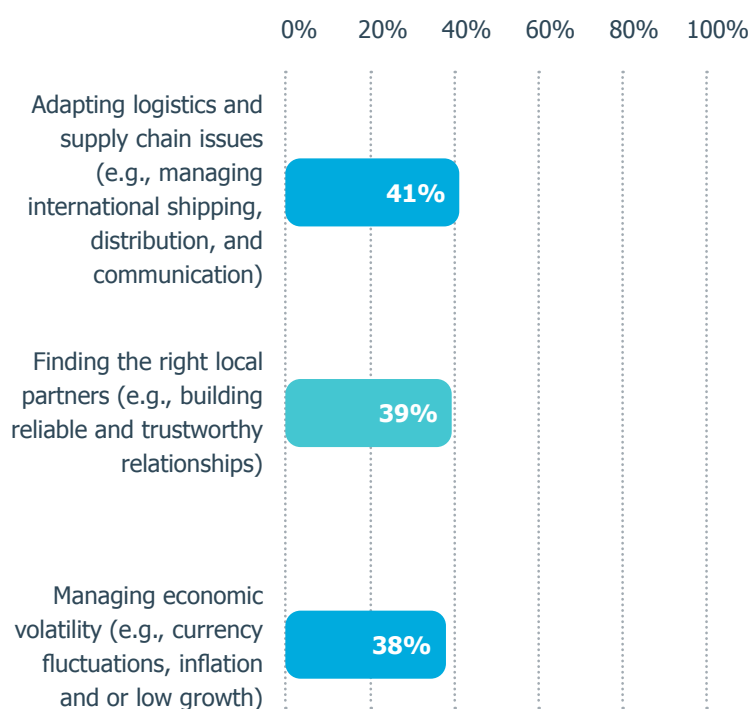 0% 20% 40% 60% 80% 100%
Adapting logistics and
supply chain issues
(e.g., managing
international shipping,
distribution, and
communication)
41%
Finding the right local
partners (e.g., building
reliable and trustworthy
relationships)
39%
Managing economic
volatility (e.g., currency
fluctuations, inflation
and or low growth)
38%